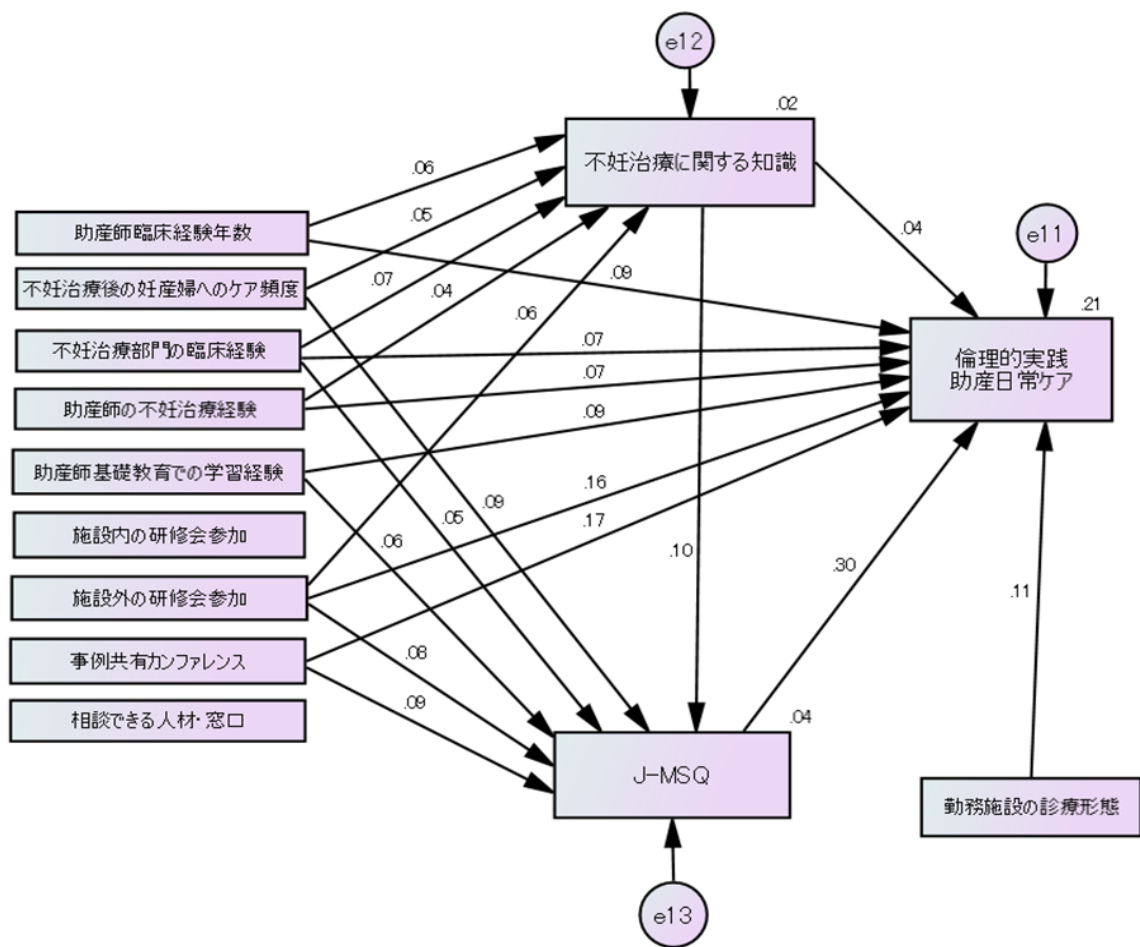 e12
.02
不妊治療に関する知識
.06
助産師臨床経験年数
.05
.04
e11
不妊治療後の妊産婦へのケア頻度
.07
.04
.09
.06
.21
不妊治療部門の臨床経験
.07
倫理的実践
助産日常ケア
助産師の不妊治療経験
.07
.09
助産師基礎教育での学習経験
.16
.09
.05
.17
施設内の研修会参加
.06
.10
.30
.11
施設外の研修会参加
.08
事例共有カンファレンス
.09
.04
相談できる人材・窓口
J-MSQ
勤務施設の診療形態
e13